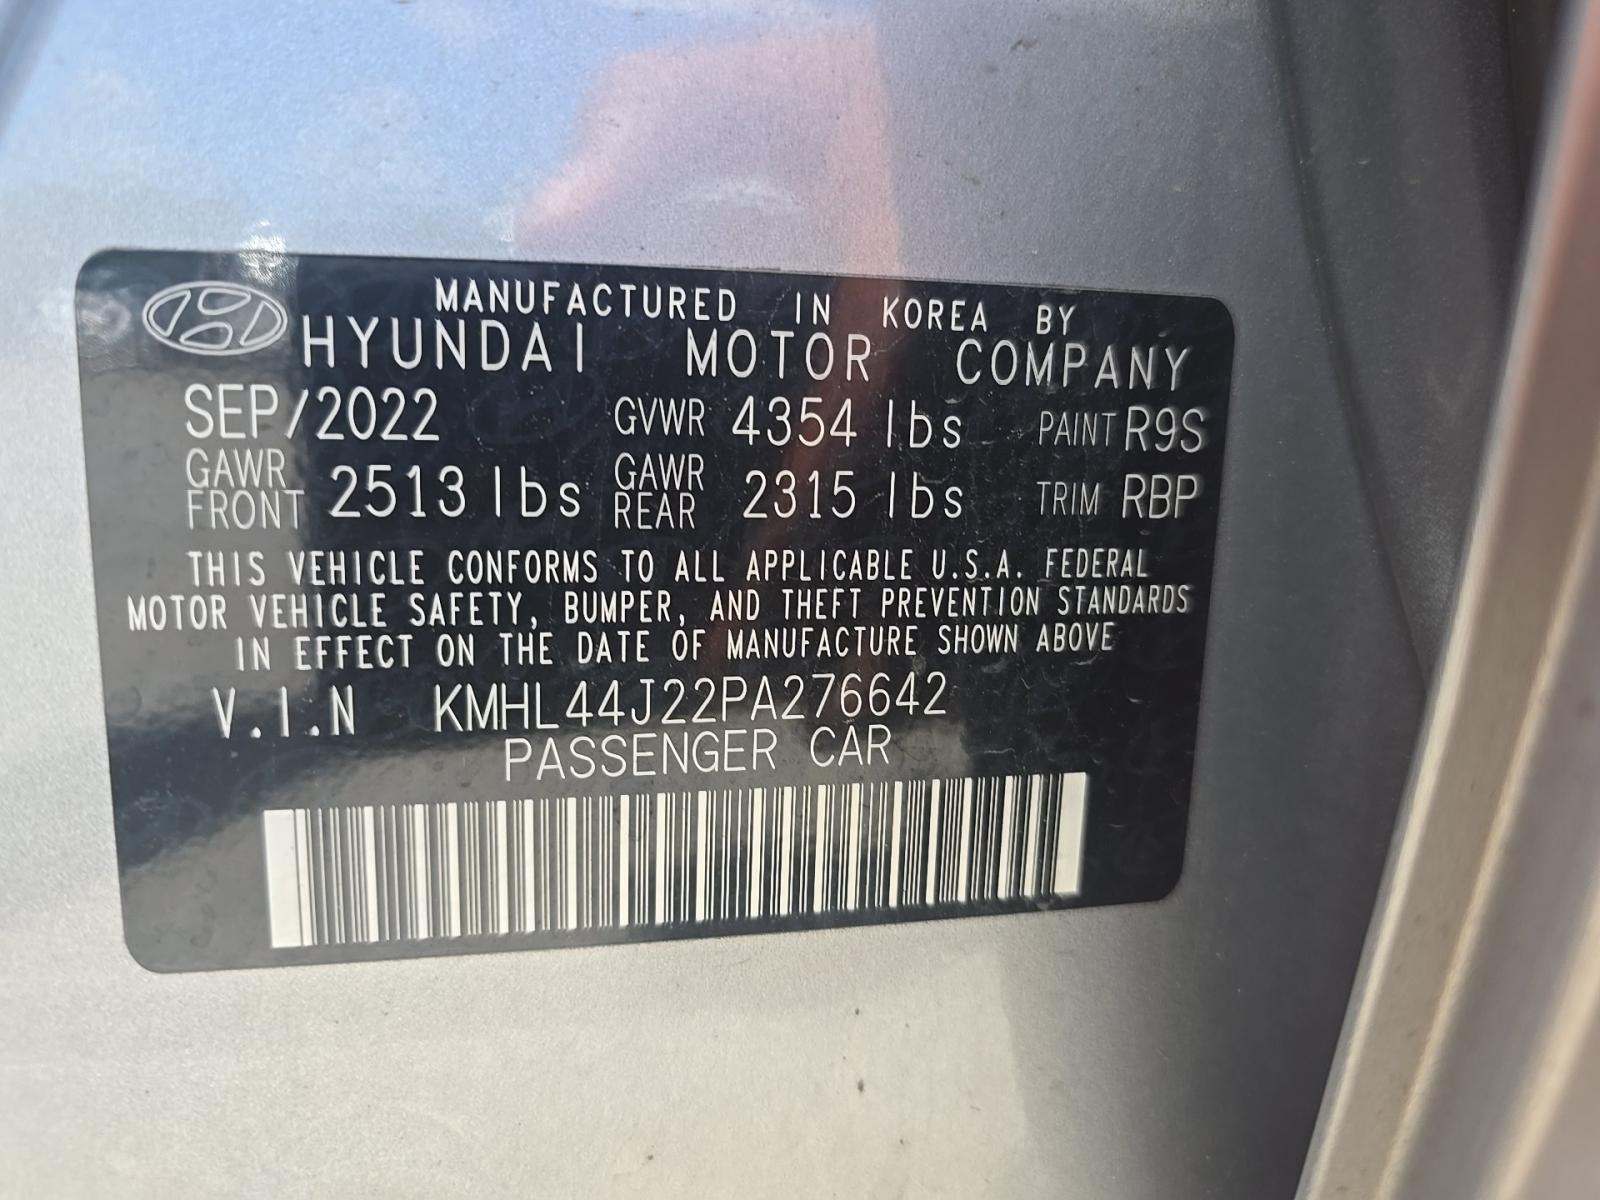 MANUFACTURED IN KOREA BY
HYUNDAI MOTOR COMPANY
SEP/2022 GVWR 4354 lbs PAINT R9S
GAWR FRONT 2513 lbs GAWR REAR 2315 lbs TRIM RBP
THIS VEHICLE CONFORMS TO ALL APPLICABLE U.S.A. FEDERAL
MOTOR VEHICLE SAFETY, BUMPER, AND THEFT PREVENTION STANDARDS
IN EFFECT ON THE DATE OF MANUFACTURE SHOWN ABOVE
V.I.N KMHL44J22PA276642
PASSENGER CAR